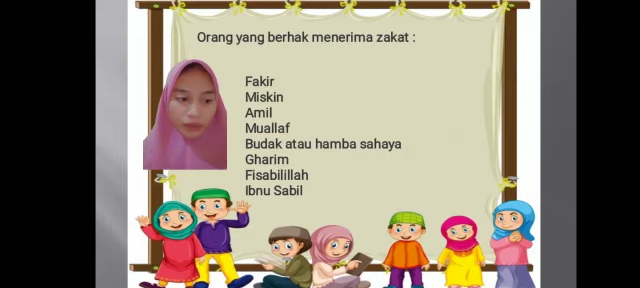 Orang yang berhak menerima zakat :
Fakir
Miskin
Amil
Muallaf
Budak atau hamba sahaya
Gharim
Fisabilillah
Ibnu Sabil